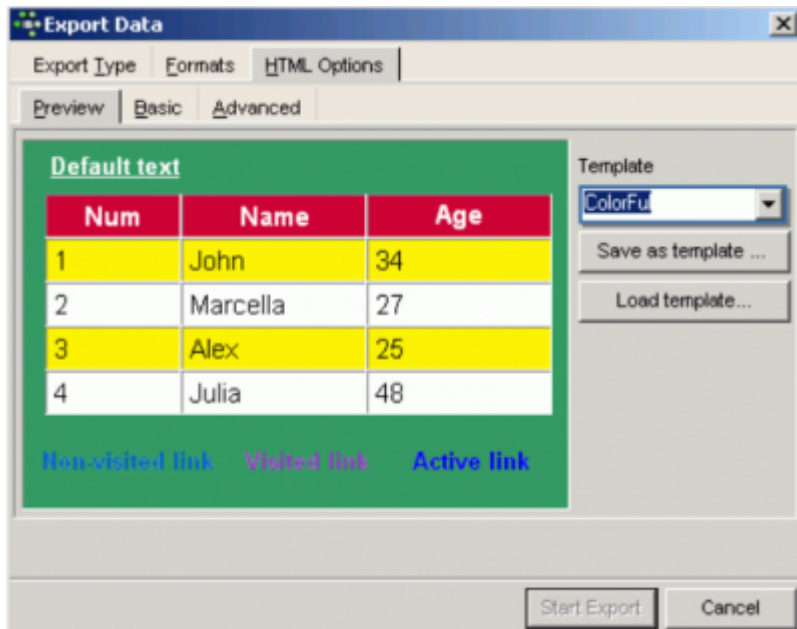 Export Data
Export Type Formats HTML Options
Preview Basic Advanced
Default text
Num Name Age
1 John 34
2 Marcella 27
3 Alex 25
4 Julia 48
Non-visited link Visited link Active link
Template
ColorFul
Save as template ...
Load template...
Start Export Cancel